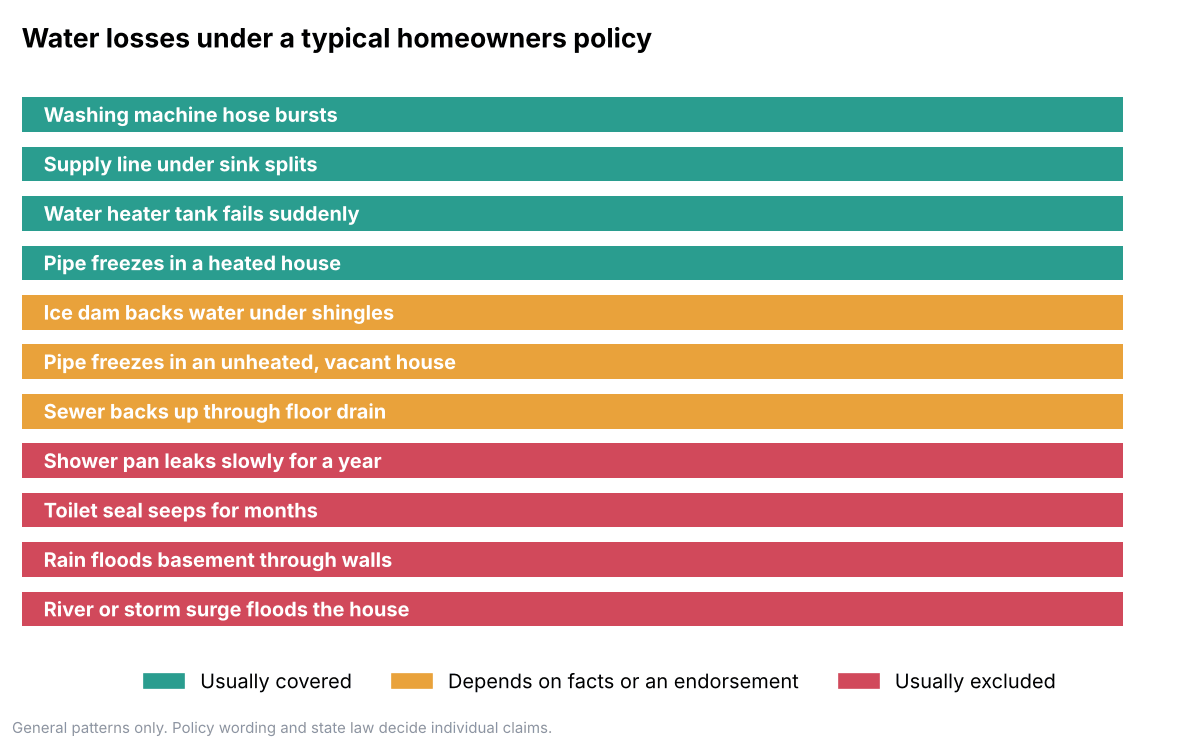 Water losses under a typical homeowners policy
Washing machine hose bursts
Supply line under sink splits
Water heater tank fails suddenly
Pipe freezes in a heated house
Ice dam backs water under shingles
Pipe freezes in an unheated, vacant house
Sewer backs up through floor drain
Shower pan leaks slowly for a year
Toilet seal seeps for months
Rain floods basement through walls
River or storm surge floods the house
Usually covered
Depends on facts or an endorsement
Usually excluded
General patterns only. Policy wording and state law decide individual claims.